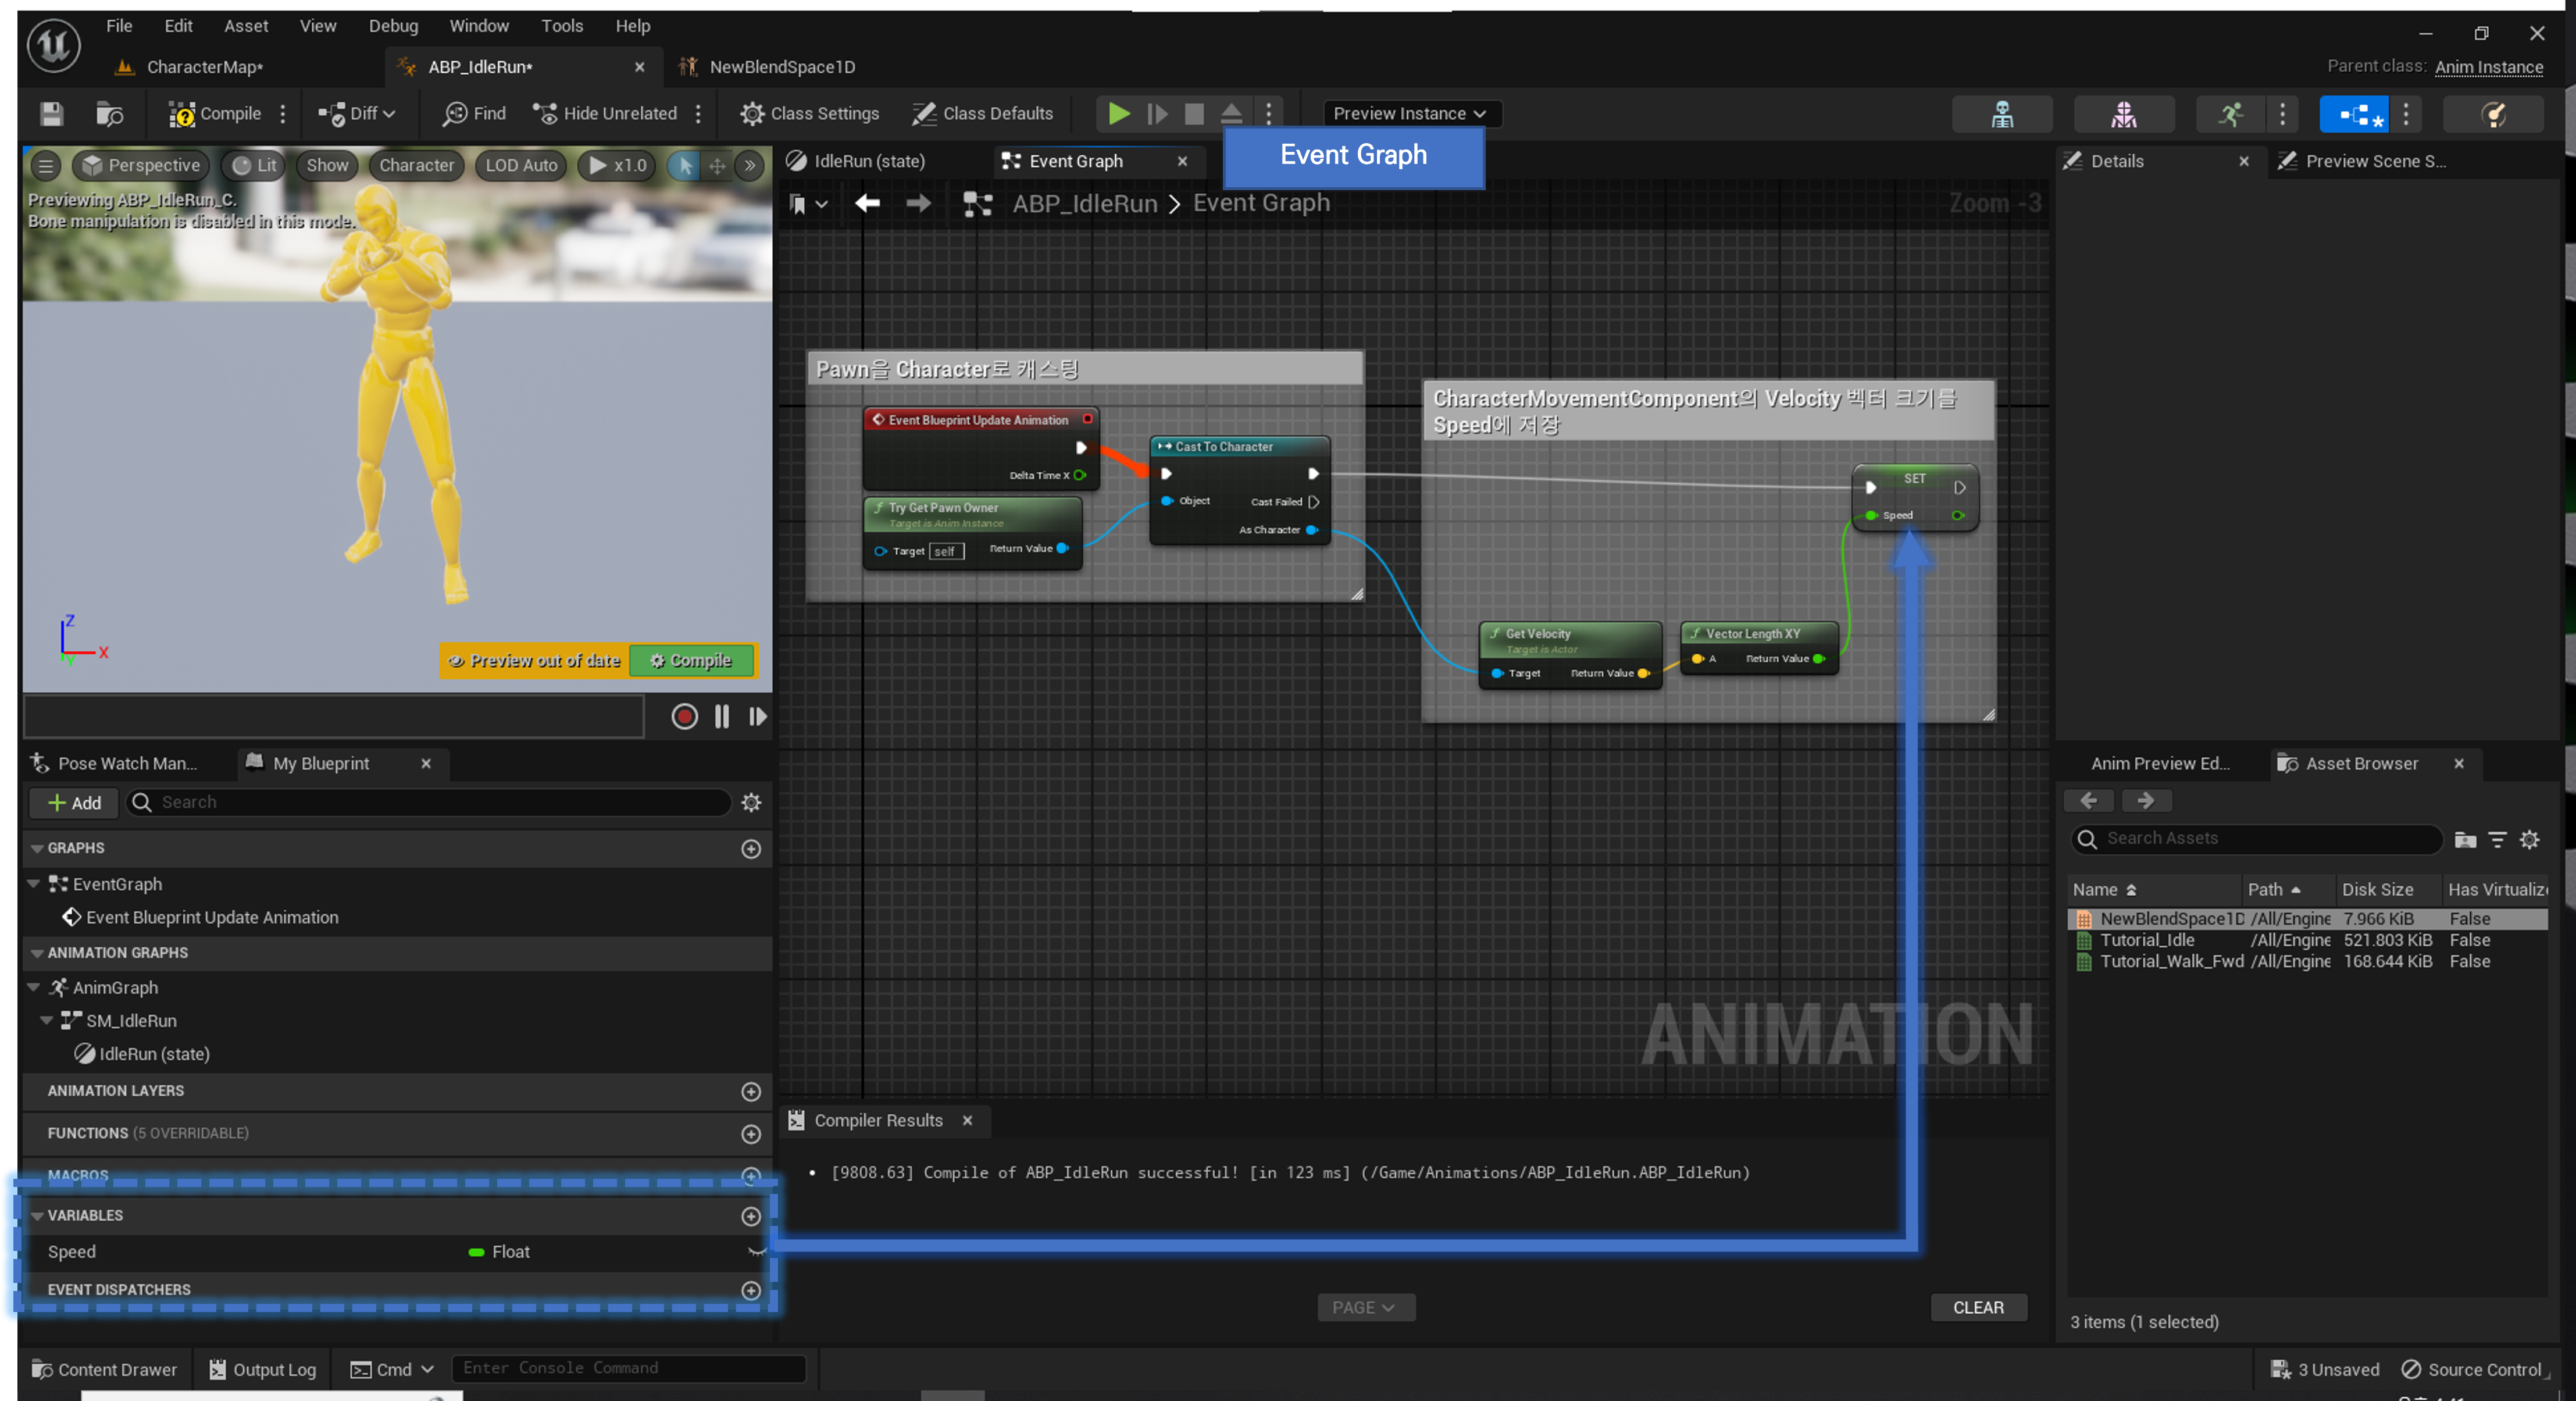 File Edit Asset View Debug Window Tools Help
CharacterMap* ABP_IdleRun* NewBlendSpace1D
Parent class: Anim Instance
Compile Diff Find Hide Unrelated Class Settings Class Defaults Preview Instance
Event Graph
Perspective Lit Show Character LOD Auto x1.0
Previewing ABP_IdleRun_C.
Bone manipulation is disabled in this mode.
Z
X
Y
Preview out of date Compile
IdleRun (state) Event Graph
ABP_IdleRun > Event Graph
Zoom -3
Pawn을 Character로 캐스팅
Event Blueprint Update Animation
Delta Time X
Try Get Pawn Owner
Target is Anim Instance
Target self Return Value
Cast To Character
Object Cast Failed
As Character
CharacterMovementComponent의 Velocity 벡터 크기를
Speed에 저장
SET
Speed
Get Velocity
Target is Actor
Target Return Value
Vector Length XY
A Return Value
ANIMATION
Details Preview Scene S...
Pose Watch Man... My Blueprint
Add Search
GRAPHS
EventGraph
Event Blueprint Update Animation
ANIMATION GRAPHS
AnimGraph
SM_IdleRun
IdleRun (state)
ANIMATION LAYERS
FUNCTIONS (5 OVERRIDABLE)
MACROS
VARIABLES
Speed Float
EVENT DISPATCHERS
Compiler Results
[9808.63] Compile of ABP_IdleRun successful! [in 123 ms] (/Game/Animations/ABP_IdleRun.ABP_IdleRun)
PAGE
CLEAR
Anim Preview Ed... Asset Browser
Search Assets
Name Path Disk Size Has Virtualiz
NewBlendSpace1D /All/Engine 7.966 KiB False
Tutorial_Idle /All/Engine 521.803 KiB False
Tutorial_Walk_Fwd /All/Engine 168.644 KiB False
3 items (1 selected)
Content Drawer Output Log Cmd Enter Console Command
3 Unsaved Source Control